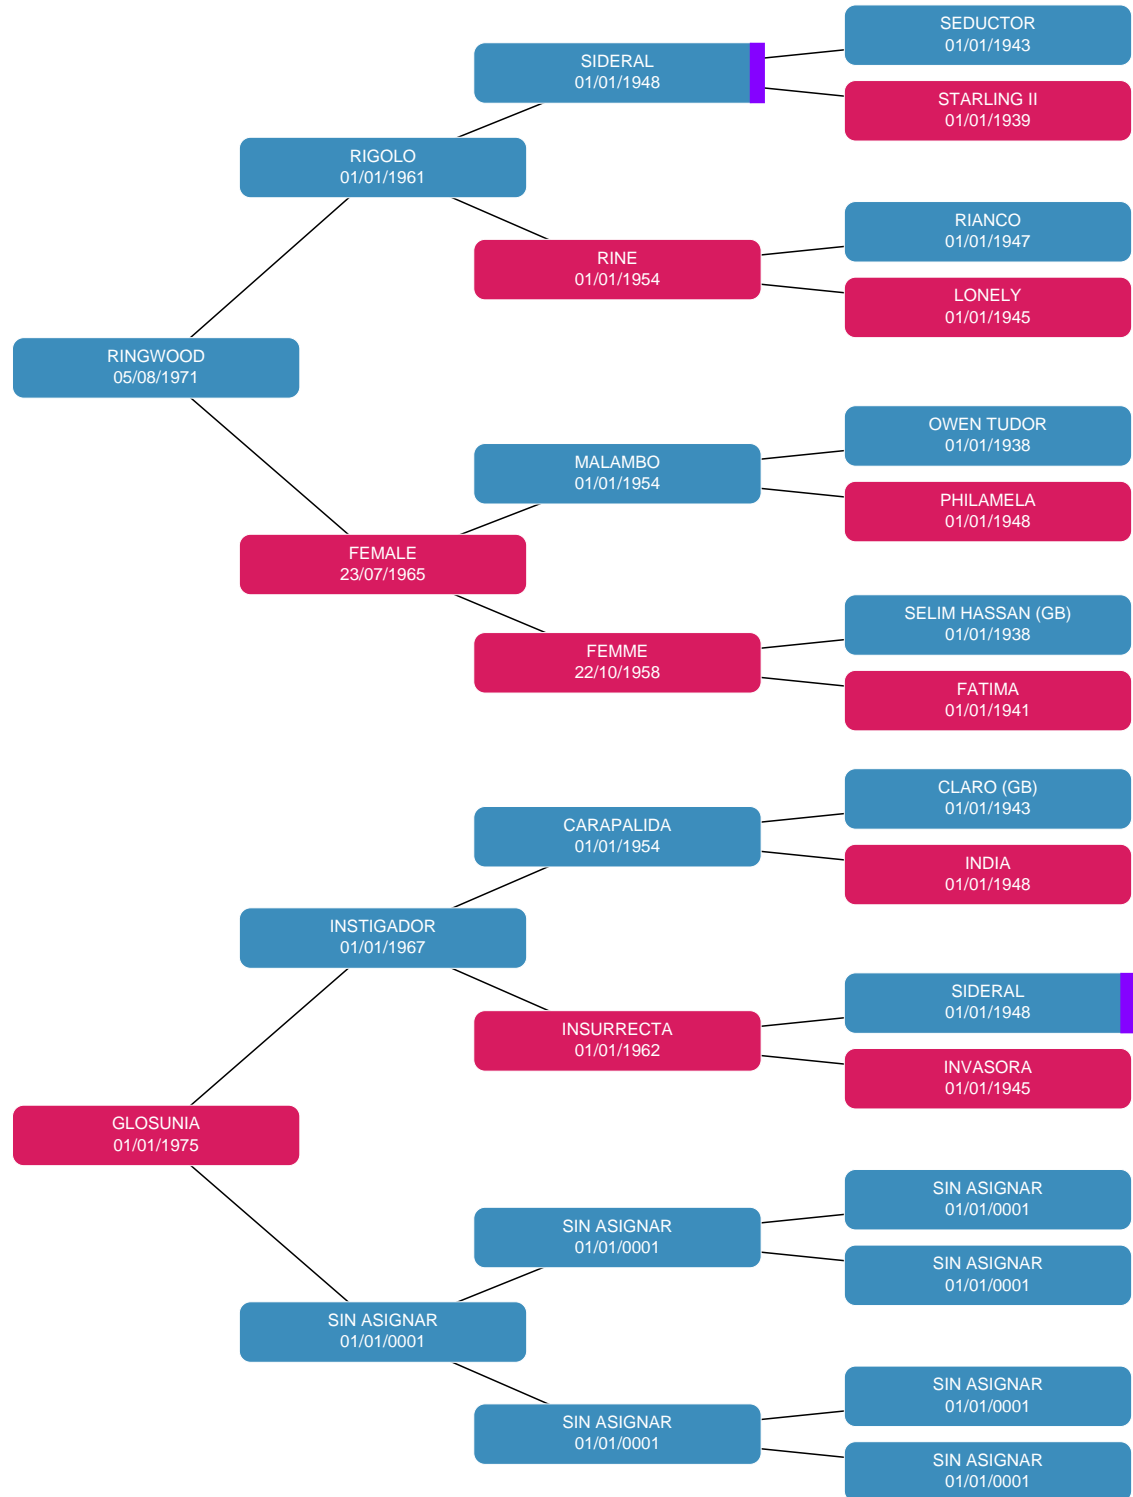 SEDUCTOR
01/01/1943
SIDERAL
01/01/1948
STARLING II
01/01/1939
RIGOLO
01/01/1961
RIANCO
01/01/1947
RINE
01/01/1954
LONELY
01/01/1945
RINGWOOD
05/08/1971
OWEN TUDOR
01/01/1938
MALAMBO
01/01/1954
PHILAMELA
01/01/1948
FEMALE
23/07/1965
SELIM HASSAN (GB)
01/01/1938
FEMME
22/10/1958
FATIMA
01/01/1941
CLARO (GB)
01/01/1943
CARAPALIDA
01/01/1954
INDIA
01/01/1948
INSTIGADOR
01/01/1967
SIDERAL
01/01/1948
INSURRECTA
01/01/1962
INVASORA
01/01/1945
GLOSUNIA
01/01/1975
SIN ASIGNAR
01/01/0001
SIN ASIGNAR
01/01/0001
SIN ASIGNAR
01/01/0001
SIN ASIGNAR
01/01/0001
SIN ASIGNAR
01/01/0001
SIN ASIGNAR
01/01/0001
SIN ASIGNAR
01/01/0001